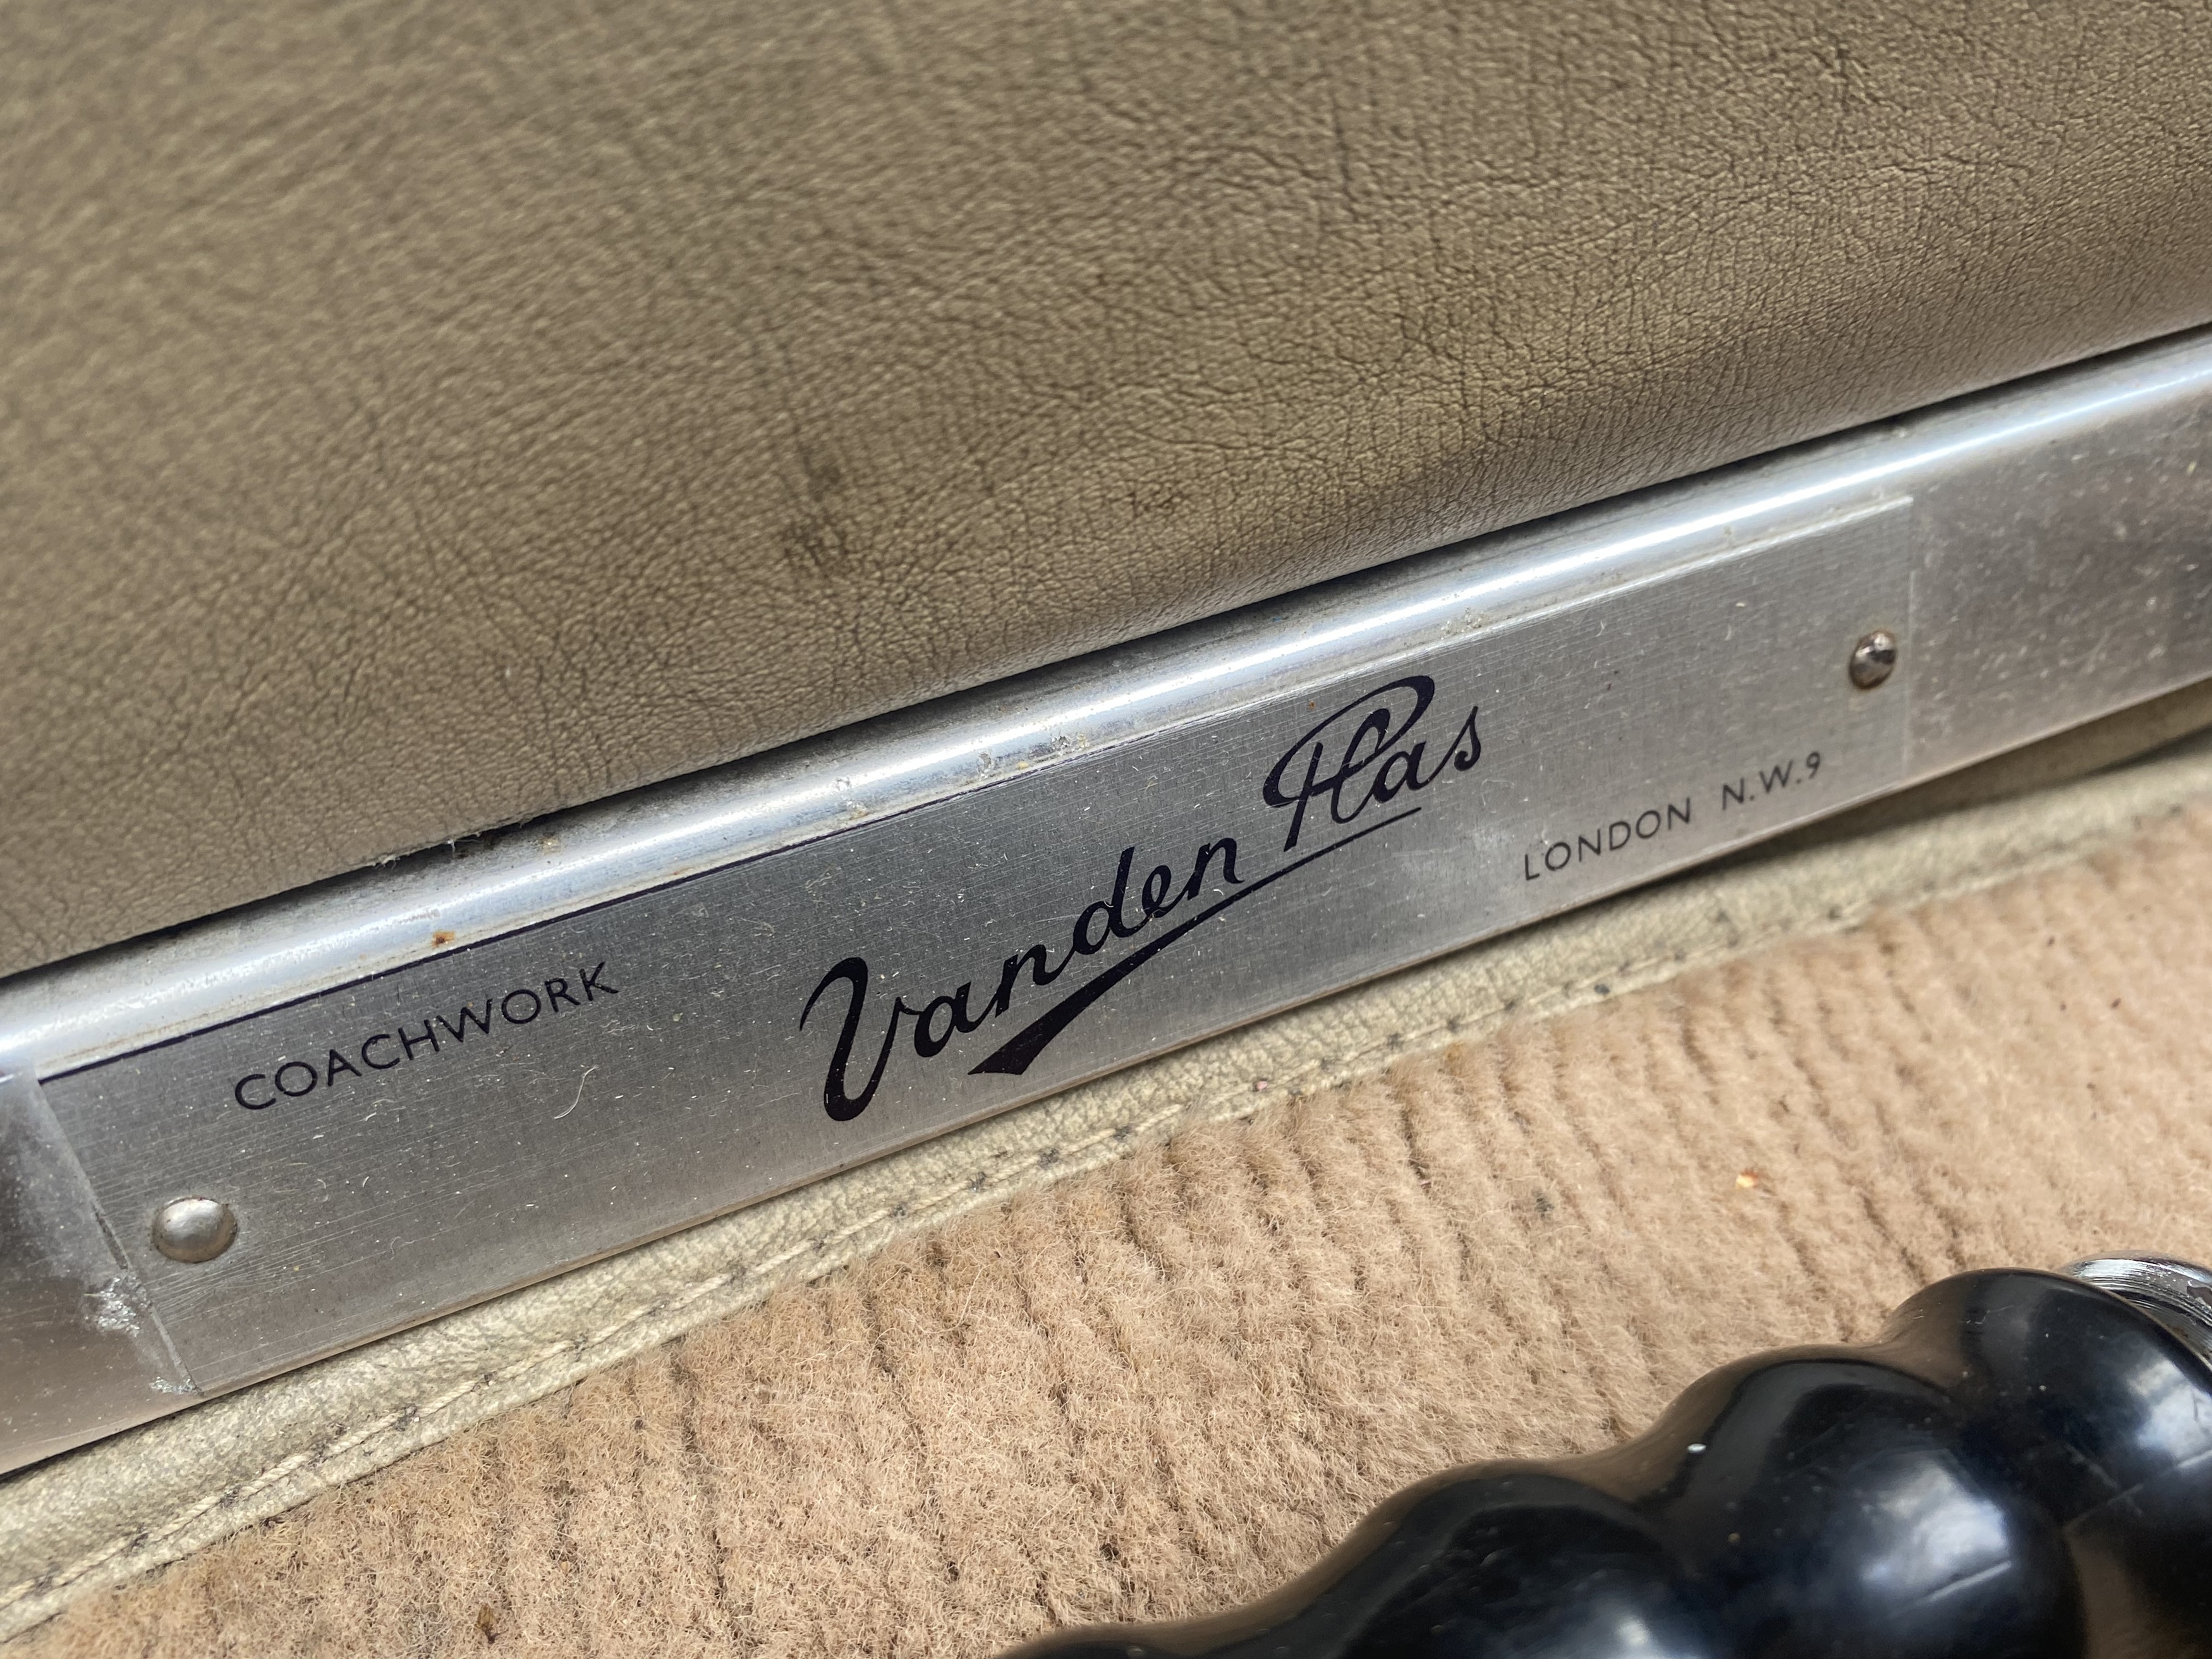 COACHWORK
Vanden Plas
LONDON N.W.9